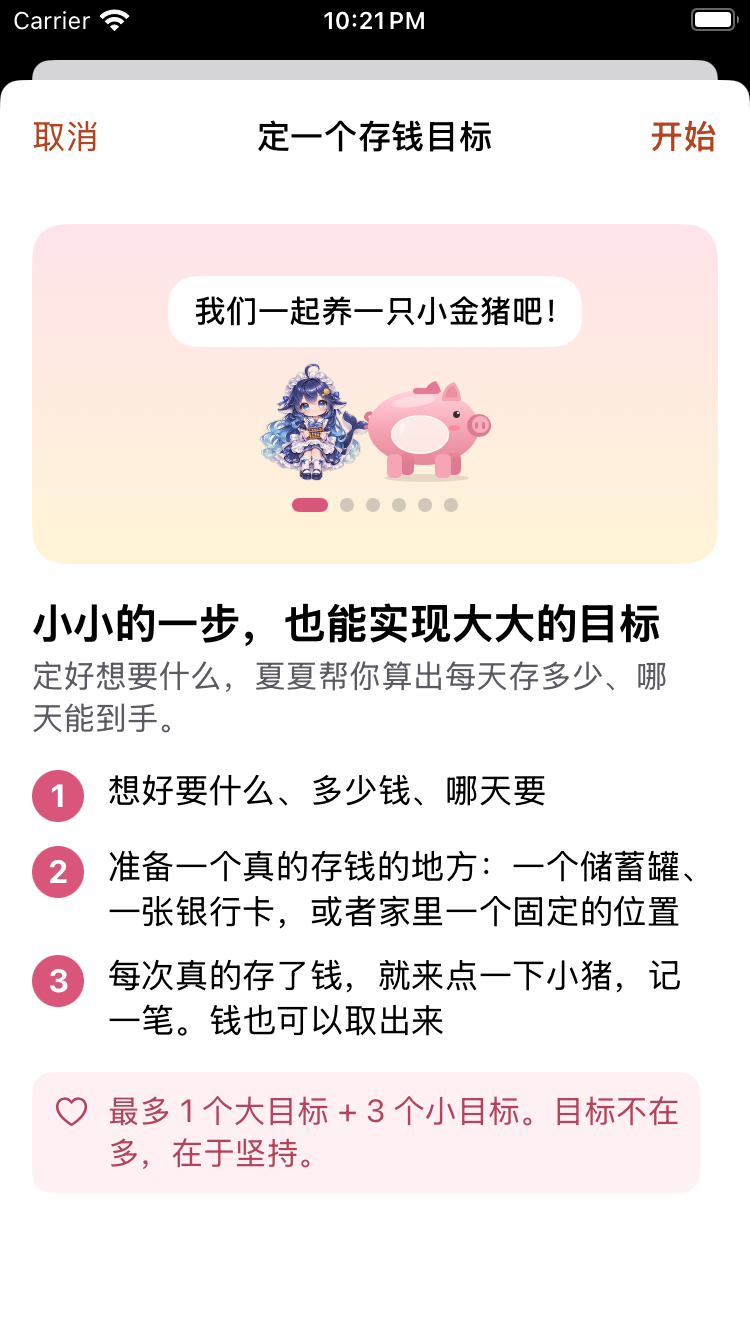 Carrier 10:21PM
取消 定一个存钱目标 开始
我们一起养一只小金猪吧！
小小的一步，也能实现大大的目标
定好想要什么，夏夏帮你算出每天存多少、哪
天能到手。
1 想好要什么、多少钱、哪天要
2 准备一个真的存钱的地方：一个储蓄罐、
一张银行卡，或者家里一个固定的位置
3 每次真的存了钱，就来点一下小猪，记
一笔。钱也可以取出来
最多 1 个大目标 + 3 个小目标。目标不在
多，在于坚持。